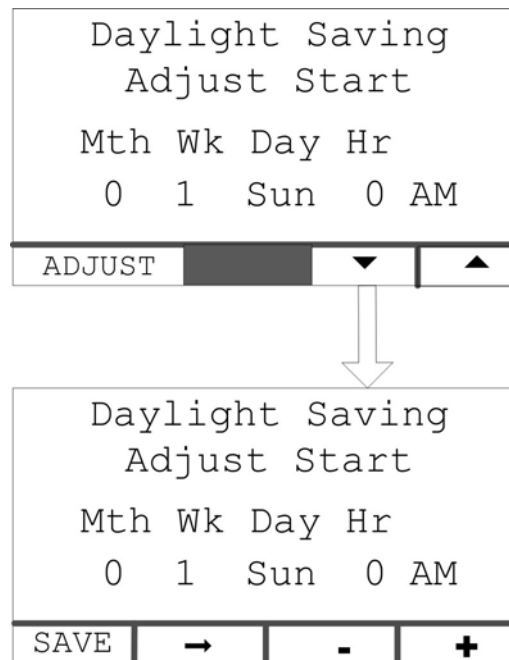 Daylight Saving
Adjust Start
Mth Wk Day Hr
0 1 Sun 0 AM
ADJUST ▼ ▲
Daylight Saving
Adjust Start
Mth Wk Day Hr
0 1 Sun 0 AM
SAVE → - +